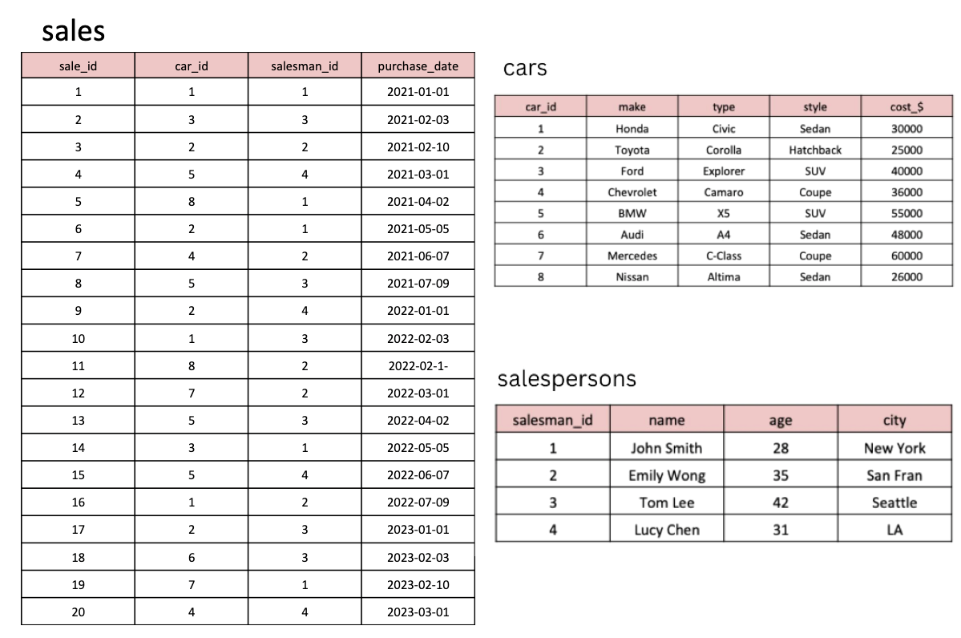 sales
sale_id car_id salesman_id purchase_date
1 1 1 2021-01-01
2 3 3 2021-02-03
3 2 2 2021-02-10
4 5 4 2021-03-01
5 8 1 2021-04-02
6 2 1 2021-05-05
7 4 2 2021-06-07
8 5 3 2021-07-09
9 2 4 2022-01-01
10 1 3 2022-02-03
11 8 2 2022-02-1-
12 7 2 2022-03-01
13 5 3 2022-04-02
14 3 1 2022-05-05
15 5 4 2022-06-07
16 1 2 2022-07-09
17 2 3 2023-01-01
18 6 3 2023-02-03
19 7 1 2023-02-10
20 4 4 2023-03-01
cars
car_id make type style cost_$
1 Honda Civic Sedan 30000
2 Toyota Corolla Hatchback 25000
3 Ford Explorer SUV 40000
4 Chevrolet Camaro Coupe 36000
5 BMW X5 SUV 55000
6 Audi A4 Sedan 48000
7 Mercedes C-Class Coupe 60000
8 Nissan Altima Sedan 26000
salespersons
salesman_id name age city
1 John Smith 28 New York
2 Emily Wong 35 San Fran
3 Tom Lee 42 Seattle
4 Lucy Chen 31 LA